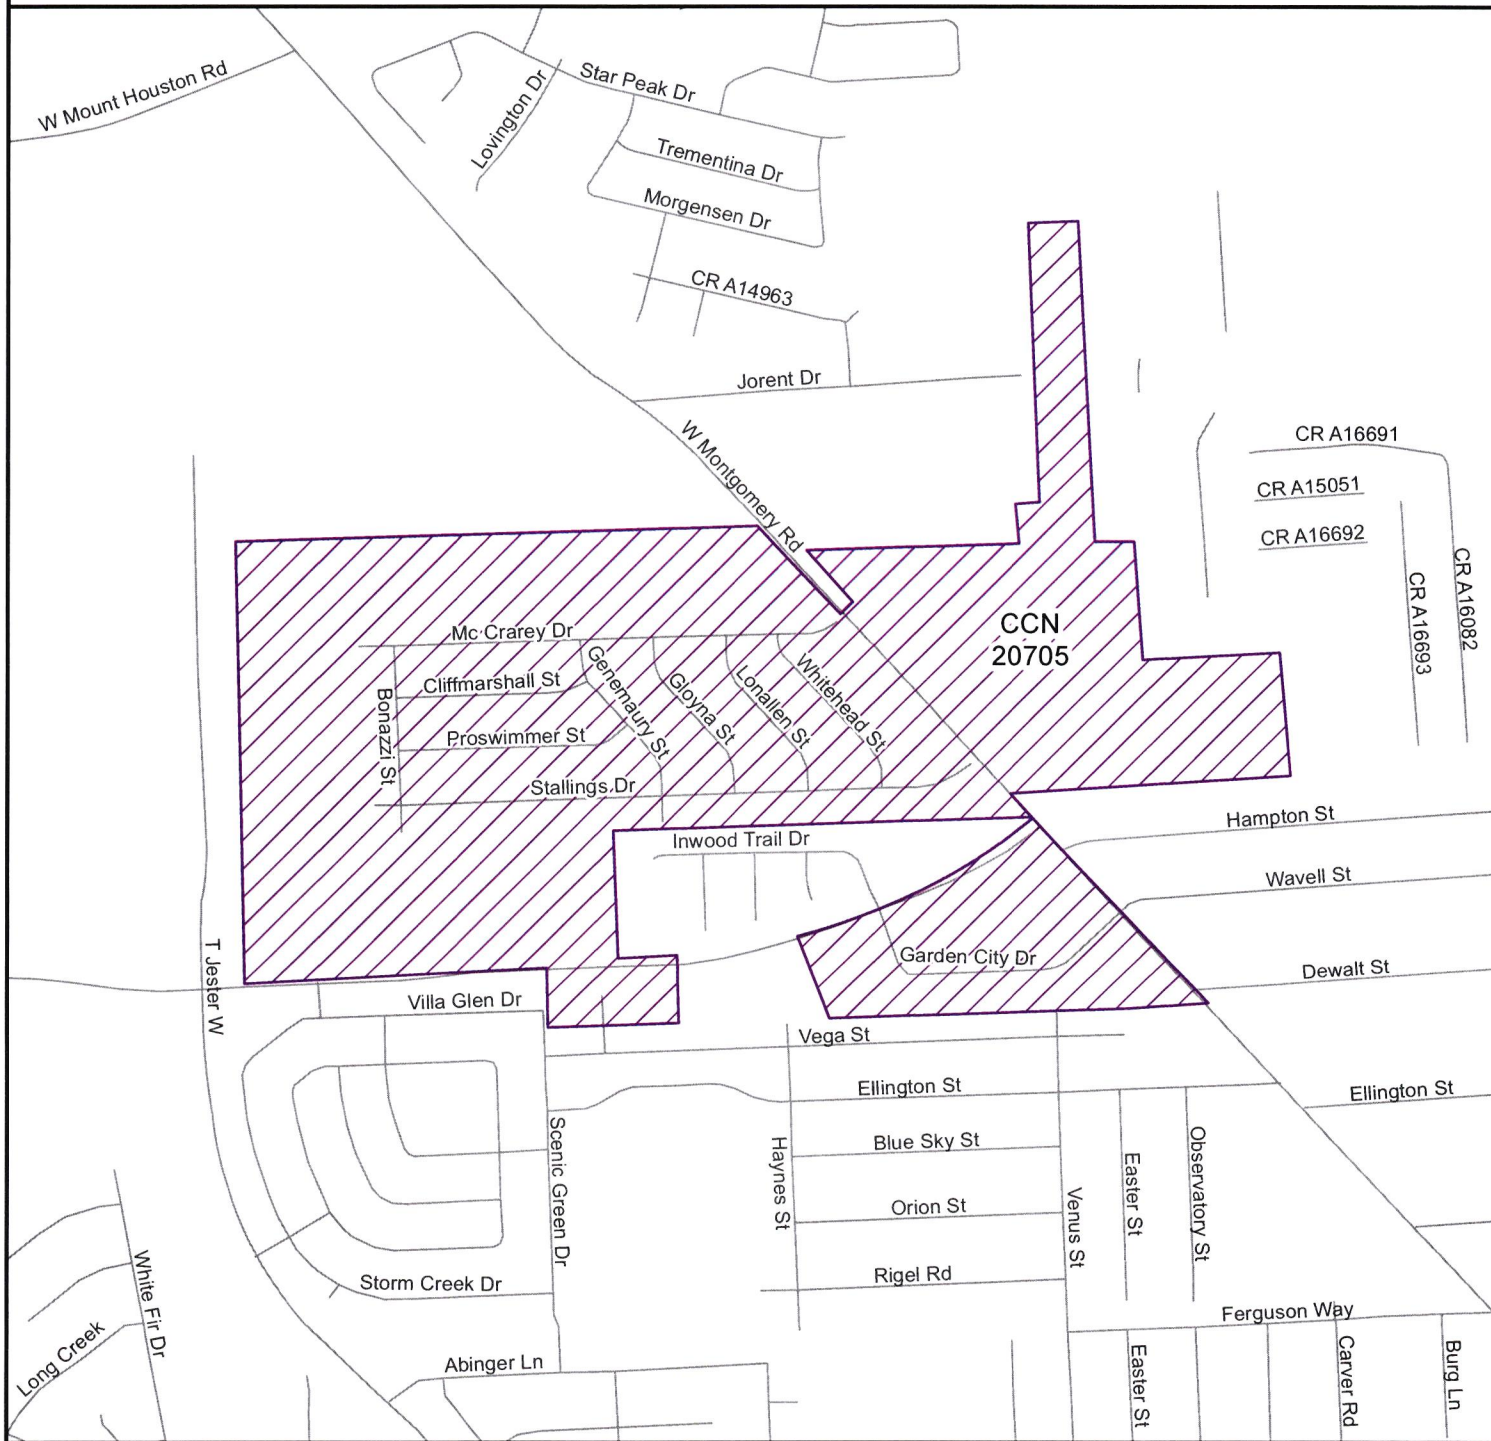 W Mount Houston Rd
Lovington Dr
Star Peak Dr
Trementina Dr
Morgensen Dr
CR A14963
Jorent Dr
W Montgomery Rd
CR A16691
CR A15051
CR A16692
CR A16693
CR A16082
CCN
20705
Mc Crarey Dr
Cliffmarshall St
Bonazzi St
Proswimmer St
Genemaury St
Gloyna St
Lonallen St
Whitehead St
Stallings Dr
Inwood Trail Dr
Hampton St
Wavell St
Garden City Dr
Dewalt St
T Jester W
Villa Glen Dr
Vega St
Ellington St
Ellington St
Blue Sky St
Scenic Green Dr
Haynes St
Orion St
Venus St
Easter St
Observatory St
Rigel Rd
White Fir Dr
Storm Creek Dr
Ferguson Way
Long Creek
Abinger Ln
Easter St
Carver Rd
Burg Ln